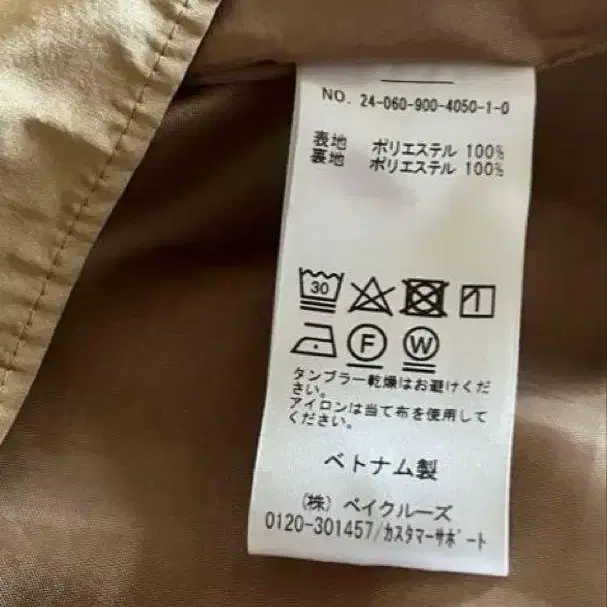 NO. 24-060-900-4050-1-0
表地 ポリエステル 100%
裏地 ポリエステル 100%
30
F W
タンブラー乾燥はお避けくだ
さい。
アイロンは当て布を使用して
ください。
ベトナム製
(株) ベイクルーズ
0120-301457/カスタマーサポート